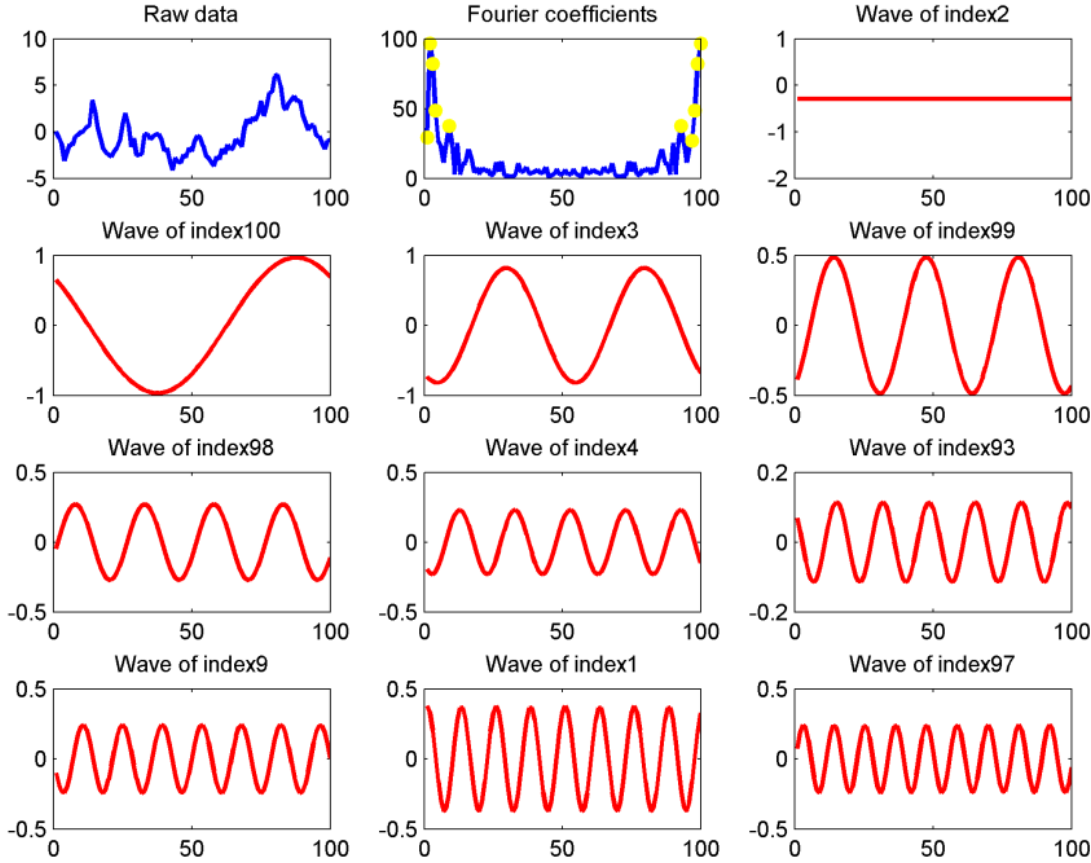 Raw data
10
5
0
-5
0 50 100
Fourier coefficients
100
50
0
0 50 100
Wave of index2
1
0
-1
-2
0 50 100
Wave of index100
1
0
-1
0 50 100
Wave of index3
1
0
-1
0 50 100
Wave of index99
0.5
0
-0.5
0 50 100
Wave of index98
0.5
0
-0.5
0 50 100
Wave of index4
0.5
0
-0.5
0 50 100
Wave of index93
0.2
0
-0.2
0 50 100
Wave of index9
0.5
0
-0.5
0 50 100
Wave of index1
0.5
0
-0.5
0 50 100
Wave of index97
0.5
0
-0.5
0 50 100